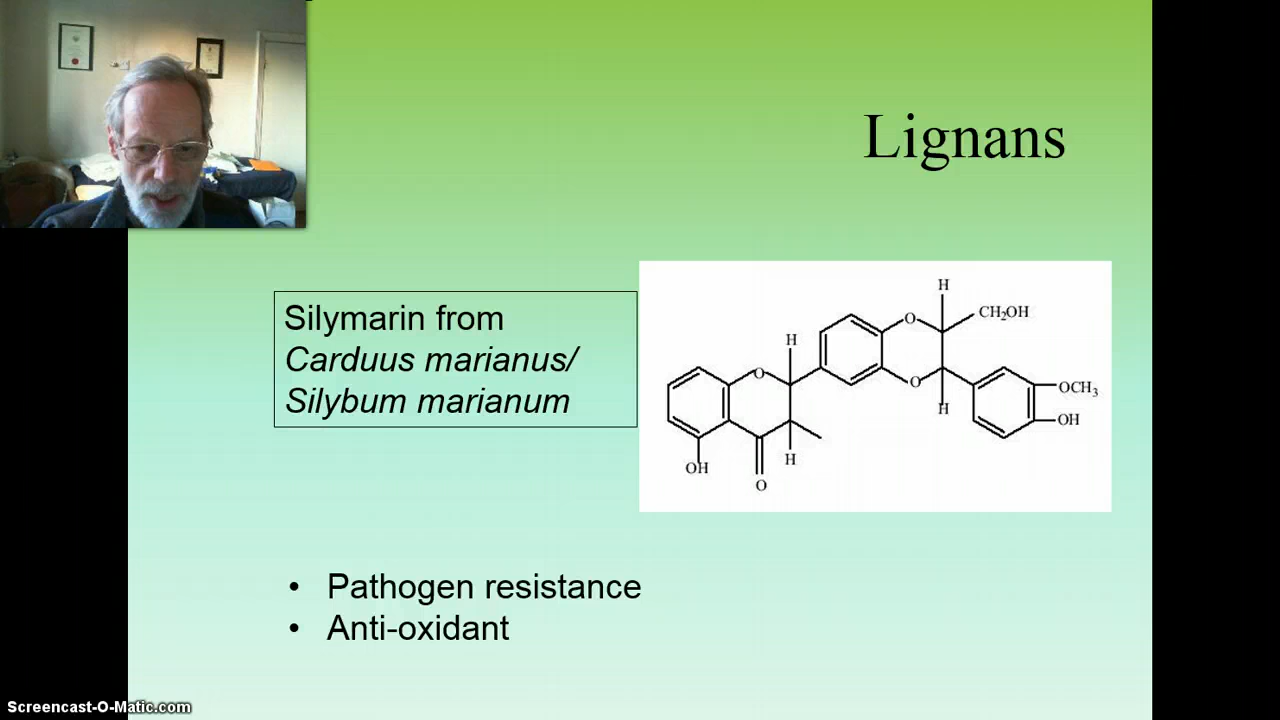 Lignans
Silymarin from
Carduus marianus/
Silybum marianum
H
CH₂OH
O
H
O
O
OCH₃
H
OH
OH
H
O
• Pathogen resistance
• Anti-oxidant
Screencast-O-Matic.com